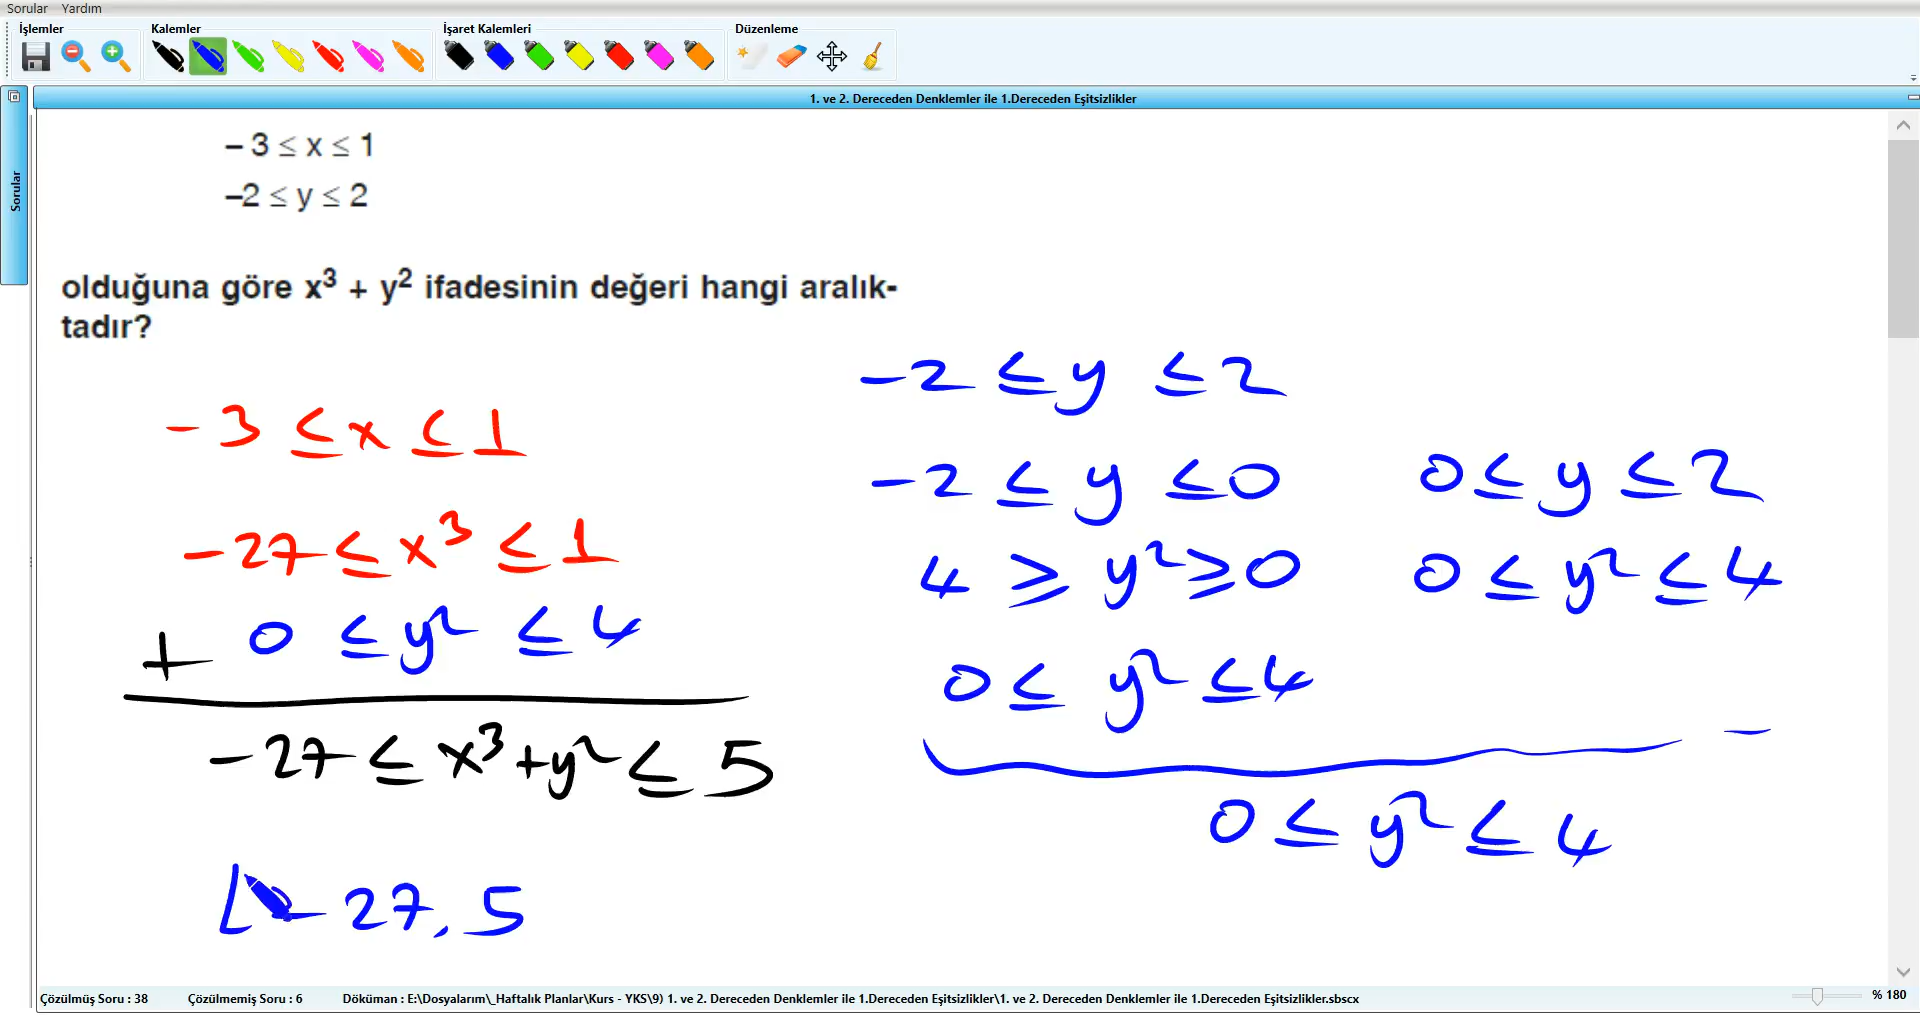 Sorular Yardım
İşlemler Kalemler İşaret Kalemleri Düzenleme
1. ve 2. Dereceden Denklemler ile 1.Dereceden Eşitsizlikler
Sorular
– 3 ≤ x ≤ 1
–2 ≤ y ≤ 2
olduğuna göre x³ + y² ifadesinin değeri hangi aralık-
tadır?
-3 ≤ x ≤ 1
-27 ≤ x³ ≤ 1
+ 0 ≤ y² ≤ 4
-27 ≤ x³+y² ≤ 5
[-27, 5
-2 ≤ y ≤ 2
-2 ≤ y ≤ 0 0 ≤ y ≤ 2
4 ≥ y² ≥ 0 0 ≤ y² ≤ 4
0 ≤ y² ≤ 4
0 ≤ y² ≤ 4
Çözülmüş Soru : 38 Çözülmemiş Soru : 6 Döküman : E:\Dosyalarım\_Haftalık Planlar\Kurs - YKS\9) 1. ve 2. Dereceden Denklemler ile 1.Dereceden Eşitsizlikler\1. ve 2. Dereceden Denklemler ile 1.Dereceden Eşitsizlikler.sbscx % 180